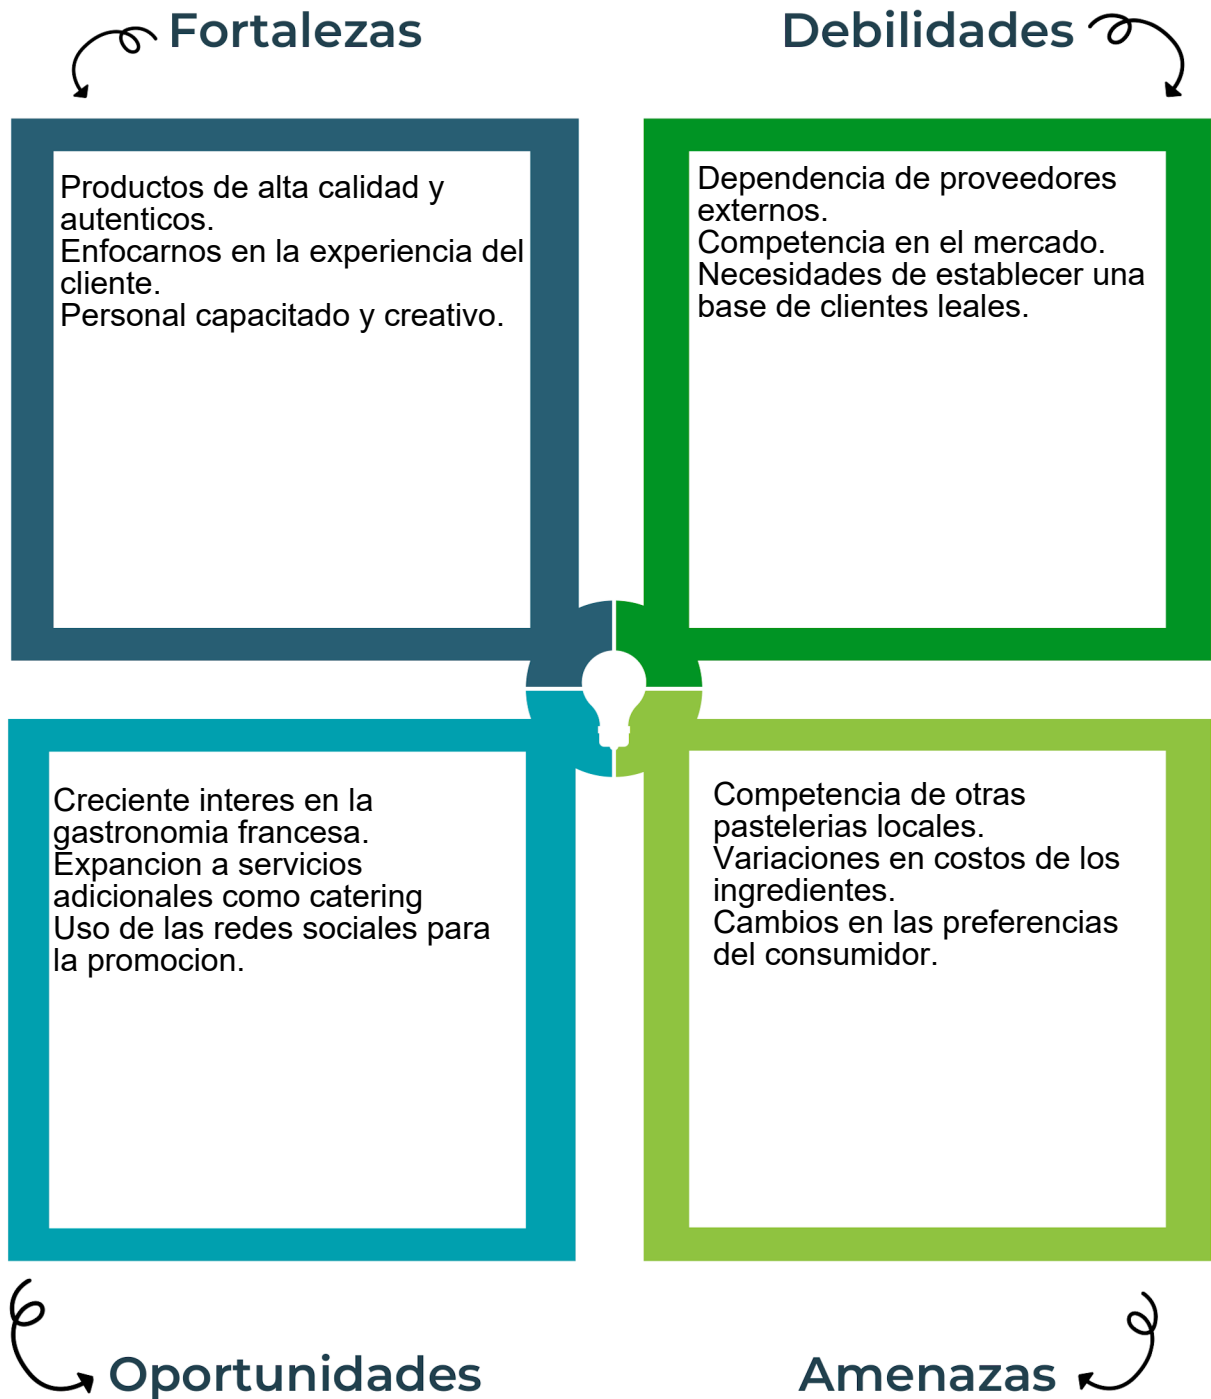 Fortalezas
Productos de alta calidad y
autenticos.
Enfocarnos en la experiencia del
cliente.
Personal capacitado y creativo.
Debilidades
Dependencia de proveedores
externos.
Competencia en el mercado.
Necesidades de establecer una
base de clientes leales.
Creciente interes en la
gastronomia francesa.
Expancion a servicios
adicionales como catering
Uso de las redes sociales para
la promocion.
Oportunidades
Competencia de otras
pastelerias locales.
Variaciones en costos de los
ingredientes.
Cambios en las preferencias
del consumidor.
Amenazas